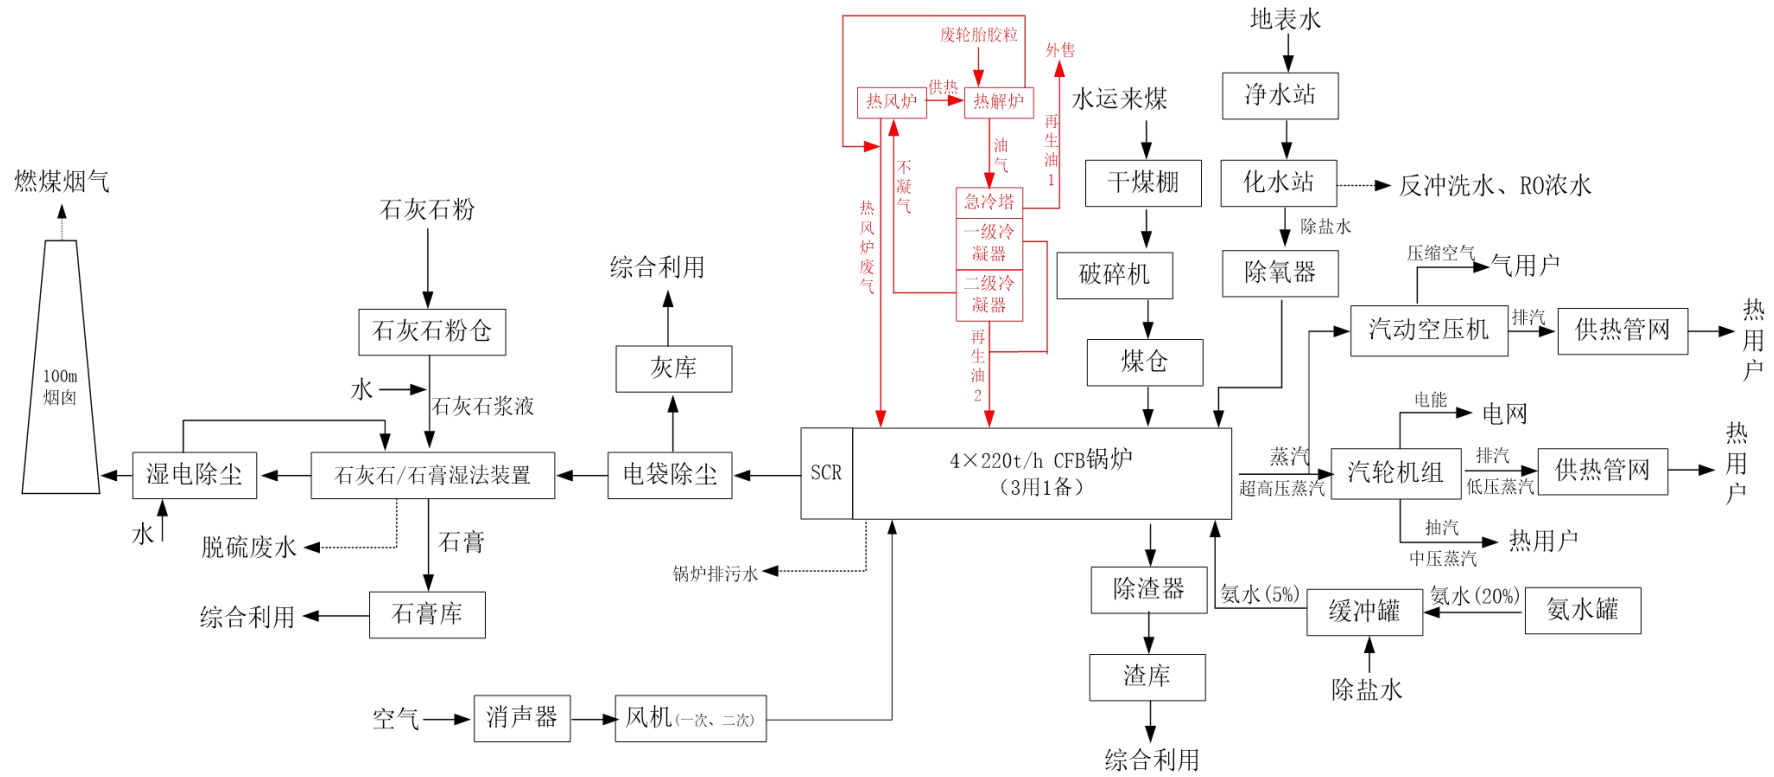 地表水
废轮胎胶粒
外售
热风炉
供热
热解炉
水运来煤
净水站
再生油1
油气
不凝气
干煤棚
化水站
反冲洗水、RO浓水
燃煤烟气
石灰石粉
急冷塔
热风炉废气
一级冷
凝器
除盐水
二级冷
凝器
综合利用
破碎机
除氧器
压缩空气
气用户
石灰石粉仓
汽动空压机
排汽
供热管网
热用户
再生油2
灰库
煤仓
100m
烟囱
水
石灰石浆液
电能
电网
湿电除尘
石灰石/石膏湿法装置
电袋除尘
SCR
4×220t/h CFB锅炉
（3用1备）
蒸汽
超高压蒸汽
汽轮机组
排汽
低压蒸汽
供热管网
热用户
水
脱硫废水
石膏
抽汽
中压蒸汽
热用户
锅炉排污水
除渣器
氨水(5%)
缓冲罐
氨水(20%)
氨水罐
综合利用
石膏库
渣库
除盐水
空气
消声器
风机(一次、二次)
综合利用